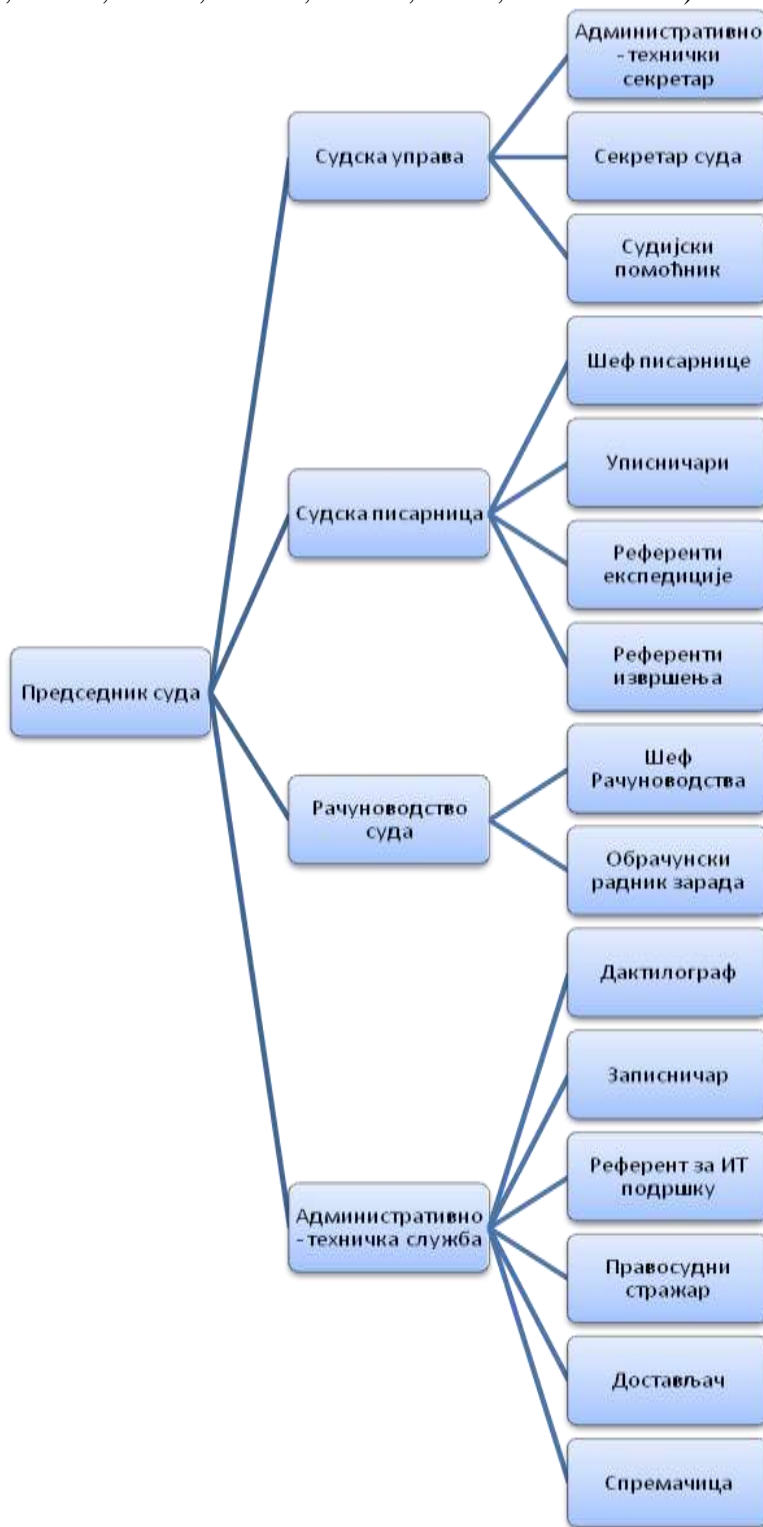 Административно
- технички
секретар
Судска управа
Секретар суда
Судијски
помоћник
Шеф писарнице
Уписничари
Судска писарница
Референти
експедиције
Референти
извршења
Председник суда
Шеф
Рачуноводства
Рачуноводство
суда
Обрачунски
радник зарада
Дактилограф
Записничар
Референт за ИТ
подршку
Административно
- техничка служба
Правосудни
стражар
Достављач
Спремачица